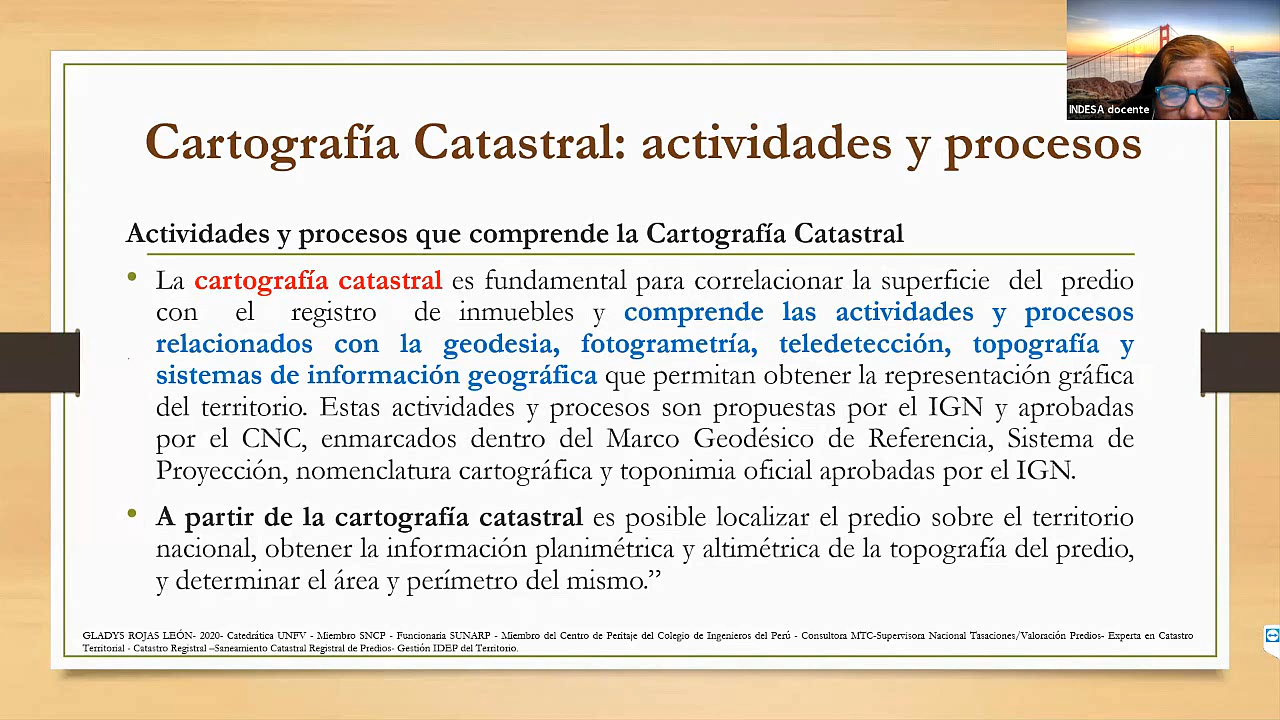 INDESA docente
Cartografía Catastral: actividades y procesos
Actividades y procesos que comprende la Cartografía Catastral
• La cartografía catastral es fundamental para correlacionar la superficie del predio
con el registro de inmuebles y comprende las actividades y procesos
relacionados con la geodesia, fotogrametría, teledetección, topografía y
sistemas de información geográfica que permitan obtener la representación gráfica
del territorio. Estas actividades y procesos son propuestas por el IGN y aprobadas
por el CNC, enmarcados dentro del Marco Geodésico de Referencia, Sistema de
Proyección, nomenclatura cartográfica y toponimia oficial aprobadas por el IGN.
• A partir de la cartografía catastral es posible localizar el predio sobre el territorio
nacional, obtener la información planimétrica y altimétrica de la topografía del predio,
y determinar el área y perímetro del mismo.”
GLADYS ROJAS LEÓN- 2020- Catedrática UNFV - Miembro SNCP - Funcionaria SUNARP - Miembro del Centro de Peritaje del Colegio de Ingenieros del Perú - Consultora MTC-Supervisora Nacional Tasaciones/Valoración Predios- Experta en Catastro
Territorial - Catastro Registral –Saneamiento Catastral Registral de Predios- Gestión IDEP del Territorio.